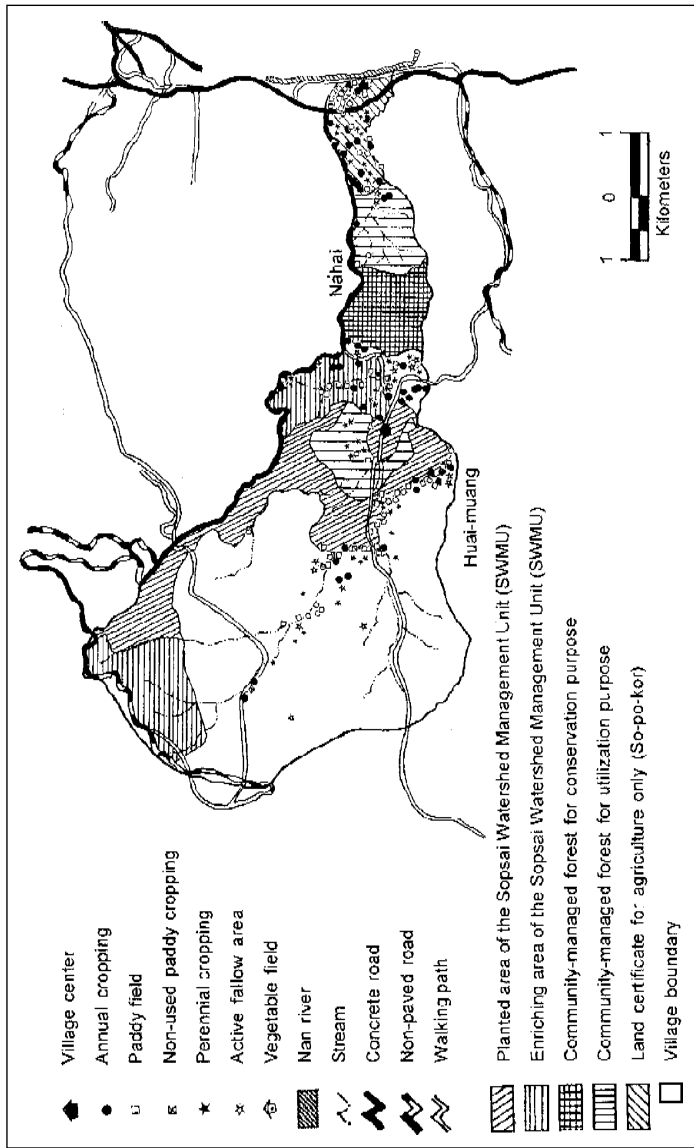 Nahai
Huai-muang
1 0 1
Kilometers
Village center
Annual cropping
Paddy field
Non-used paddy cropping
Perennial cropping
Active fallow area
Vegetable field
Nan river
Stream
Concrete road
Non-paved road
Walking path
Planted area of the Sopsai Watershed Management Unit (SWMU)
Enriching area of the Sopsai Watershed Management Unit (SWMU)
Community-managed forest for conservation purpose
Community-managed forest for utilization purpose
Land certificate for agriculture only (So-po-kor)
Village boundary